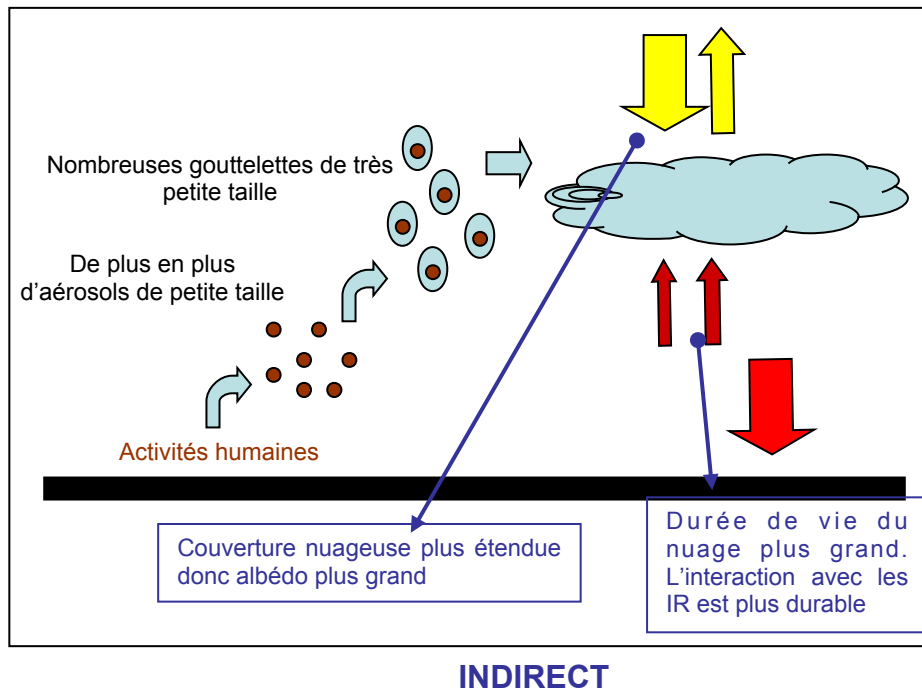 Nombreuses gouttelettes de très
petite taille
De plus en plus
d'aérosols de petite taille
Activités humaines
Couverture nuageuse plus étendue
donc albédo plus grand
Durée de vie du
nuage plus grand.
L'interaction avec les
IR est plus durable
INDIRECT